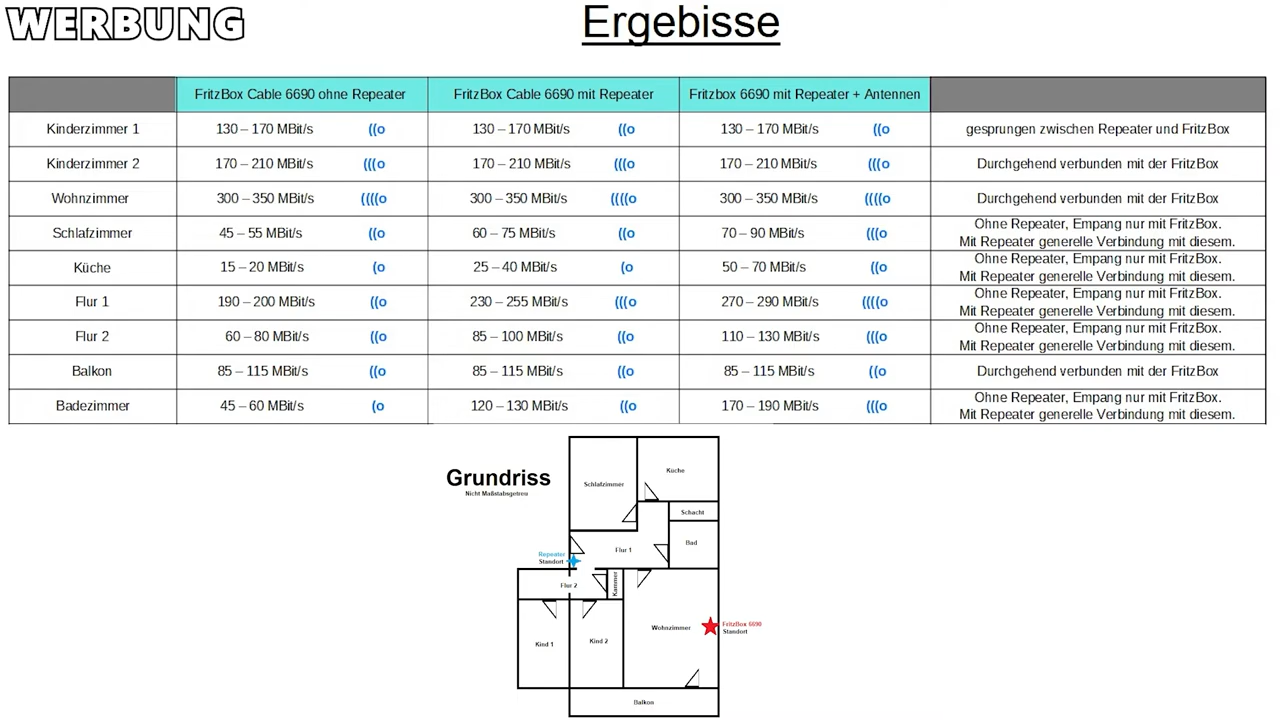 WERBUNG
Ergebisse
FritzBox Cable 6690 ohne Repeater FritzBox Cable 6690 mit Repeater Fritzbox 6690 mit Repeater + Antennen
Kinderzimmer 1 130 – 170 MBit/s ((o 130 – 170 MBit/s ((o 130 – 170 MBit/s ((o gesprungen zwischen Repeater und FritzBox
Kinderzimmer 2 170 – 210 MBit/s (((o 170 – 210 MBit/s (((o 170 – 210 MBit/s (((o Durchgehend verbunden mit der FritzBox
Wohnzimmer 300 – 350 MBit/s ((((o 300 – 350 MBit/s ((((o 300 – 350 MBit/s ((((o Durchgehend verbunden mit der FritzBox
Schlafzimmer 45 – 55 MBit/s ((o 60 – 75 MBit/s ((o 70 – 90 MBit/s (((o Ohne Repeater, Empang nur mit FritzBox.
Mit Repeater generelle Verbindung mit diesem.
Küche 15 – 20 MBit/s (o 25 – 40 MBit/s (o 50 – 70 MBit/s ((o Ohne Repeater, Empang nur mit FritzBox.
Mit Repeater generelle Verbindung mit diesem.
Flur 1 190 – 200 MBit/s ((o 230 – 255 MBit/s (((o 270 – 290 MBit/s ((((o Ohne Repeater, Empang nur mit FritzBox.
Mit Repeater generelle Verbindung mit diesem.
Flur 2 60 – 80 MBit/s ((o 85 – 100 MBit/s ((o 110 – 130 MBit/s (((o Ohne Repeater, Empang nur mit FritzBox.
Mit Repeater generelle Verbindung mit diesem.
Balkon 85 – 115 MBit/s ((o 85 – 115 MBit/s ((o 85 – 115 MBit/s ((o Durchgehend verbunden mit der FritzBox
Badezimmer 45 – 60 MBit/s (o 120 – 130 MBit/s ((o 170 – 190 MBit/s (((o Ohne Repeater, Empang nur mit FritzBox.
Mit Repeater generelle Verbindung mit diesem.
Grundriss
Nicht Maßstabsgetreu
Schlafzimmer
Küche
Schacht
Bad
Flur 1
Repeater
Standort
Flur 2
Kammer
Kind 1
Kind 2
Wohnzimmer
FritzBox 6690
Standort
Balkon